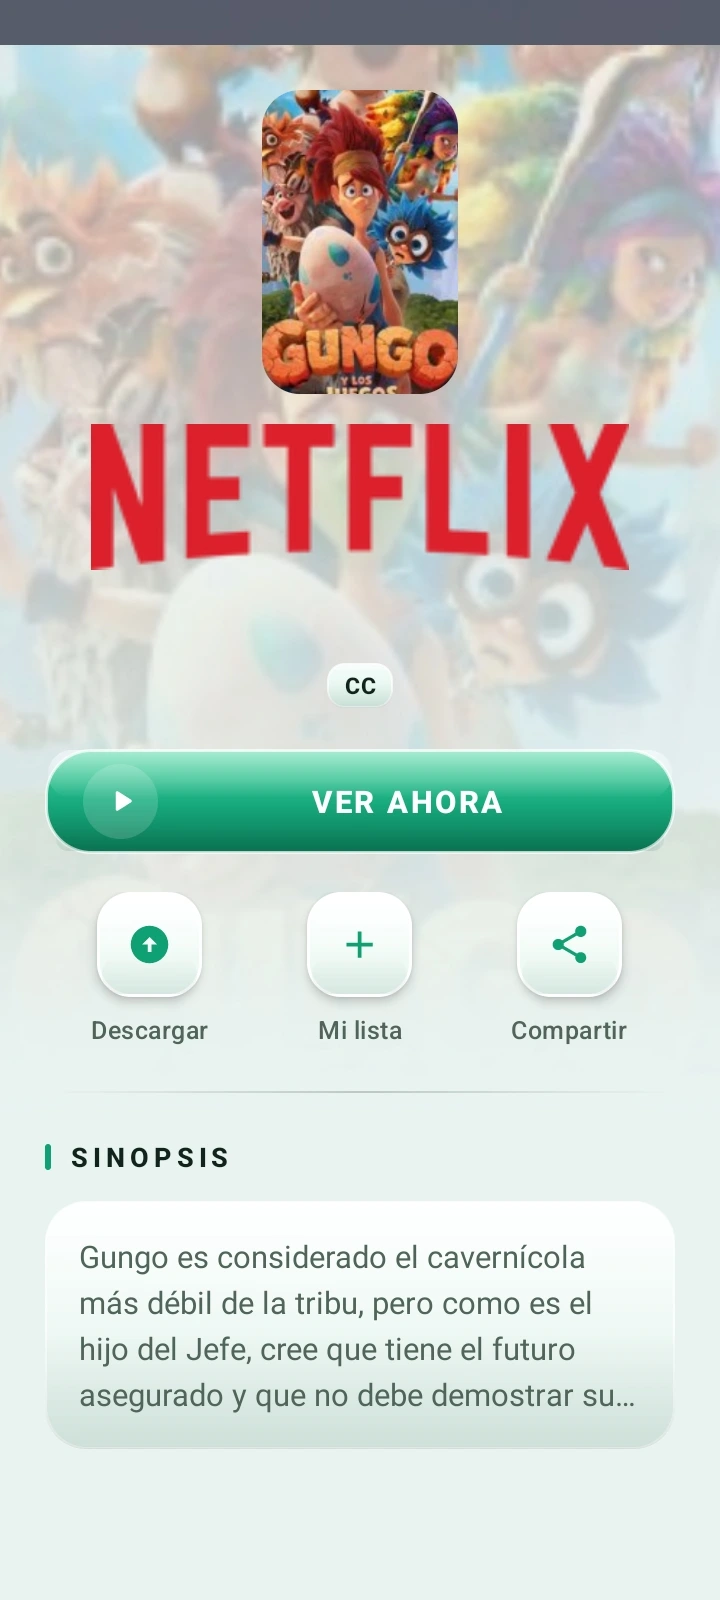 GUNGO
Y LOS
JUEGOS
NETFLIX
CC
VER AHORA
Descargar
Mi lista
Compartir
SINOPSIS
Gungo es considerado el cavernícola
más débil de la tribu, pero como es el
hijo del Jefe, cree que tiene el futuro
asegurado y que no debe demostrar su…